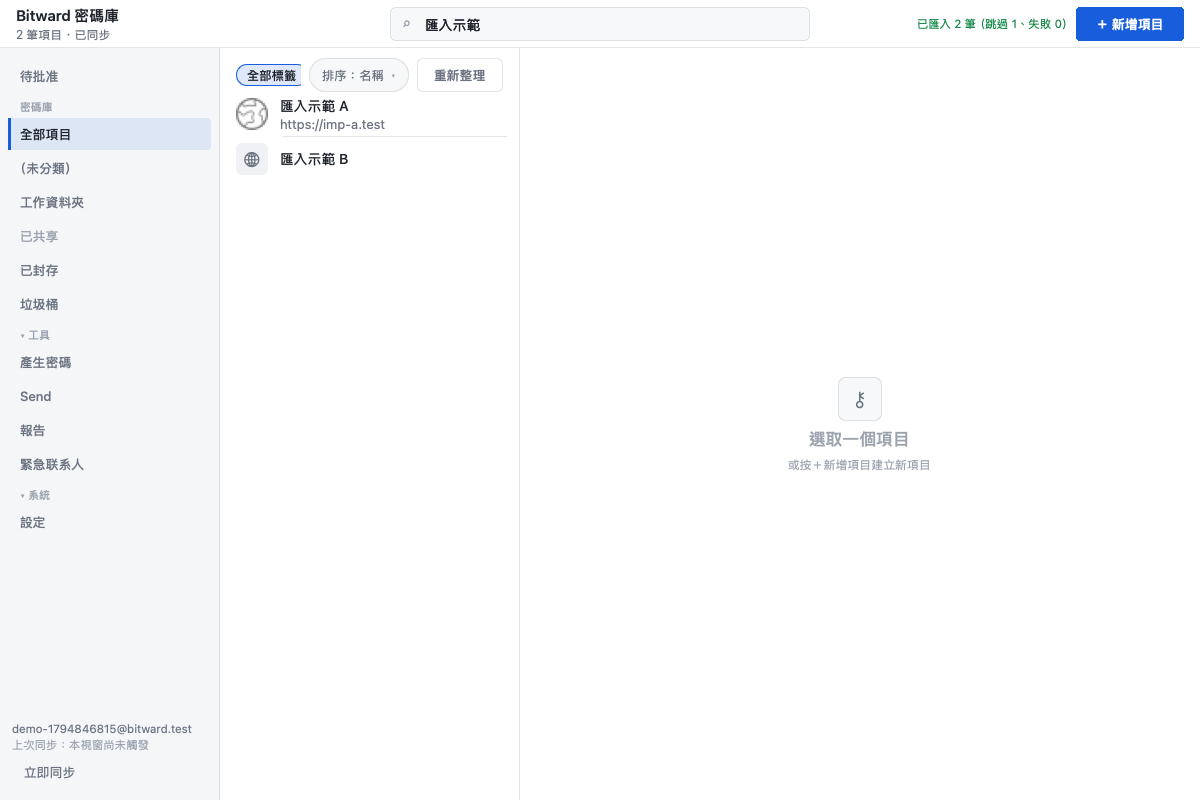 Bitward 密碼庫
2 筆項目 · 已同步
匯入示範
已匯入 2 筆 (跳過 1、失敗 0)
+ 新增項目
待批准
密碼庫
全部項目
(未分類)
工作資料夾
已共享
已封存
垃圾桶
工具
產生密碼
Send
報告
緊急联系人
系統
設定
demo-1794846815@bitward.test
上次同步：本視窗尚未觸發
立即同步
全部標籤
排序：名稱
重新整理
匯入示範 A
https://imp-a.test
匯入示範 B
選取一個項目
或按＋新增項目建立新項目